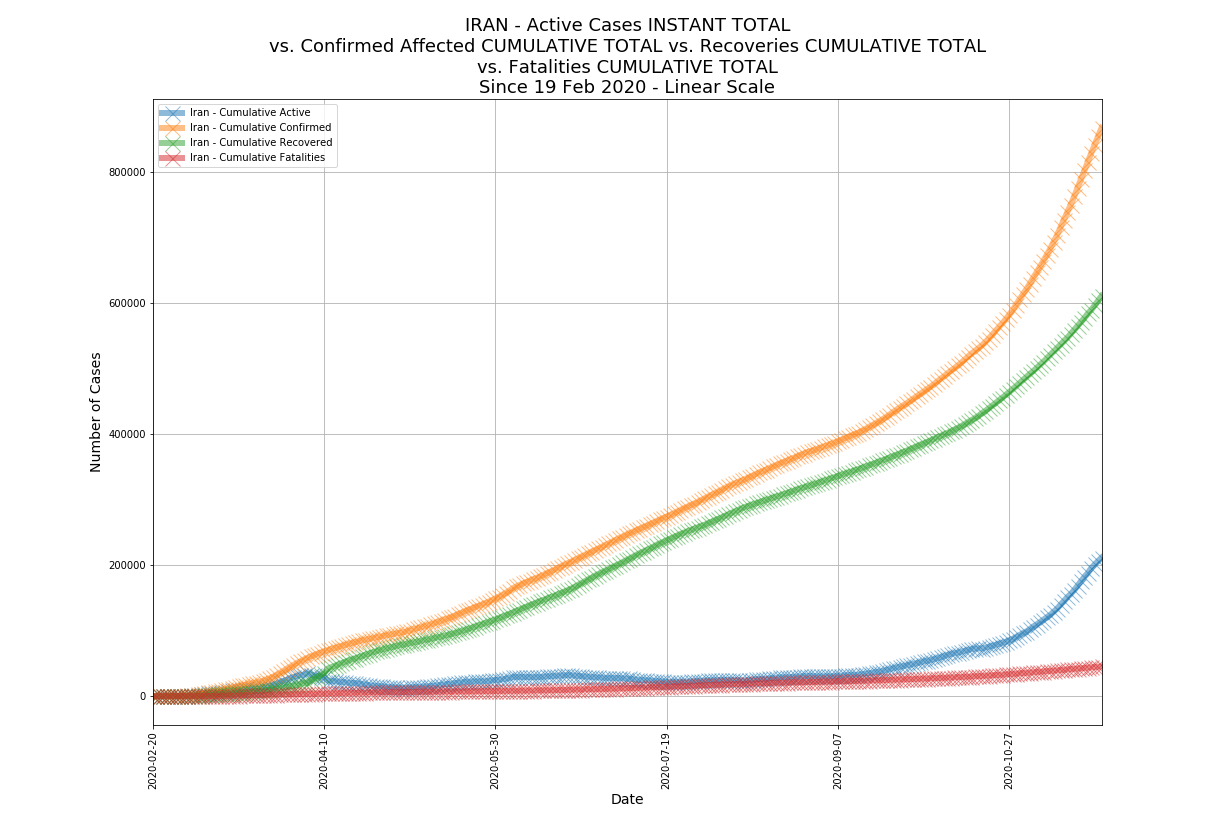 IRAN - Active Cases INSTANT TOTAL
vs. Confirmed Affected CUMULATIVE TOTAL vs. Recoveries CUMULATIVE TOTAL
vs. Fatalities CUMULATIVE TOTAL
Since 19 Feb 2020 - Linear Scale
Iran - Cumulative Active
Iran - Cumulative Confirmed
Iran - Cumulative Recovered
Iran - Cumulative Fatalities
Number of Cases
800000
600000
400000
200000
0
2020-02-20
2020-04-10
2020-05-30
2020-07-19
2020-09-07
2020-10-27
Date